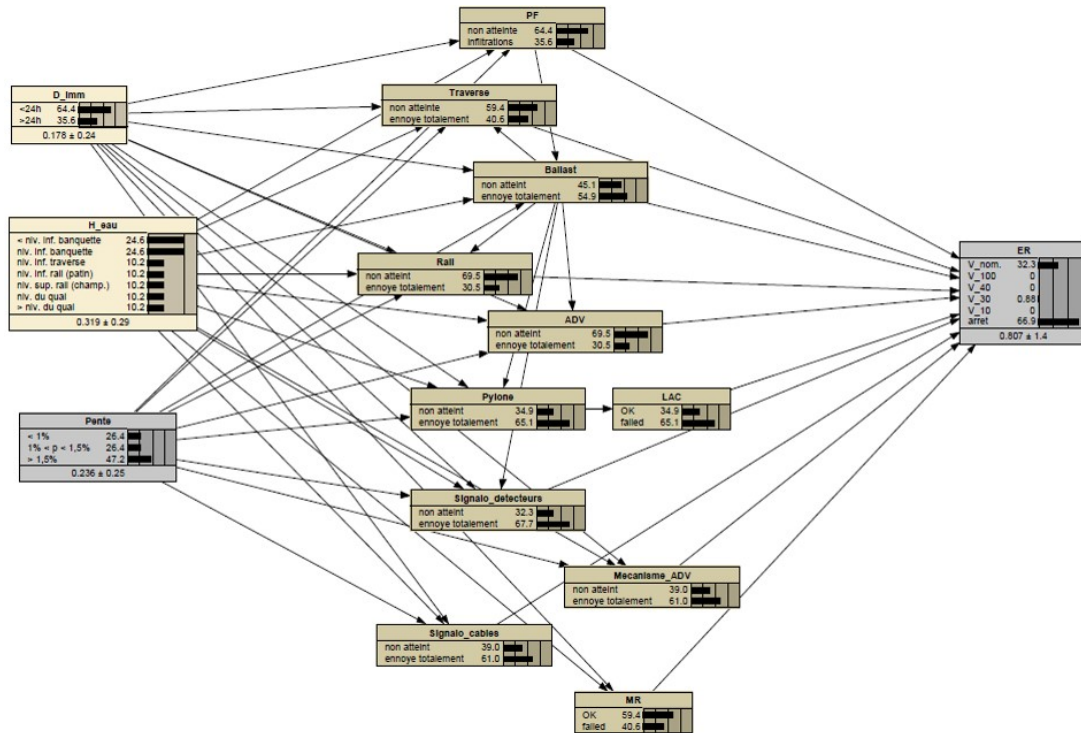 PF
non atteinte 64.4
infiltrations 35.6
D_imm
<24h 64.4
>24h 35.6
0.178 ± 0.24
Traverse
non atteinte 59.4
ennoye totalement 40.6
Ballast
non atteint 45.1
ennoye totalement 54.9
H_eau
< niv. inf. banquette 24.6
niv. inf. banquette 24.6
niv. inf. traverse 10.2
niv. inf. rail (patin) 10.2
niv. sup. rail (champ.) 10.2
niv. du quai 10.2
> niv. du quai 10.2
0.319 ± 0.29
Rail
non atteint 69.5
ennoye totalement 30.5
ER
V_nom. 32.3
V_100 0
V_40 0
V_30 0.88
V_10 0
arret 66.9
0.807 ± 1.4
ADV
non atteint 69.5
ennoye totalement 30.5
Pylone
non atteint 34.9
ennoye totalement 65.1
LAC
OK 34.9
failed 65.1
Pente
< 1% 26.4
1% < p < 1,5% 26.4
> 1,5% 47.2
0.236 ± 0.25
Signalo_detecteurs
non atteint 32.3
ennoye totalement 67.7
Mecanisme_ADV
non atteint 39.0
ennoye totalement 61.0
Signalo_cables
non atteint 39.0
ennoye totalement 61.0
MR
OK 59.4
failed 40.6